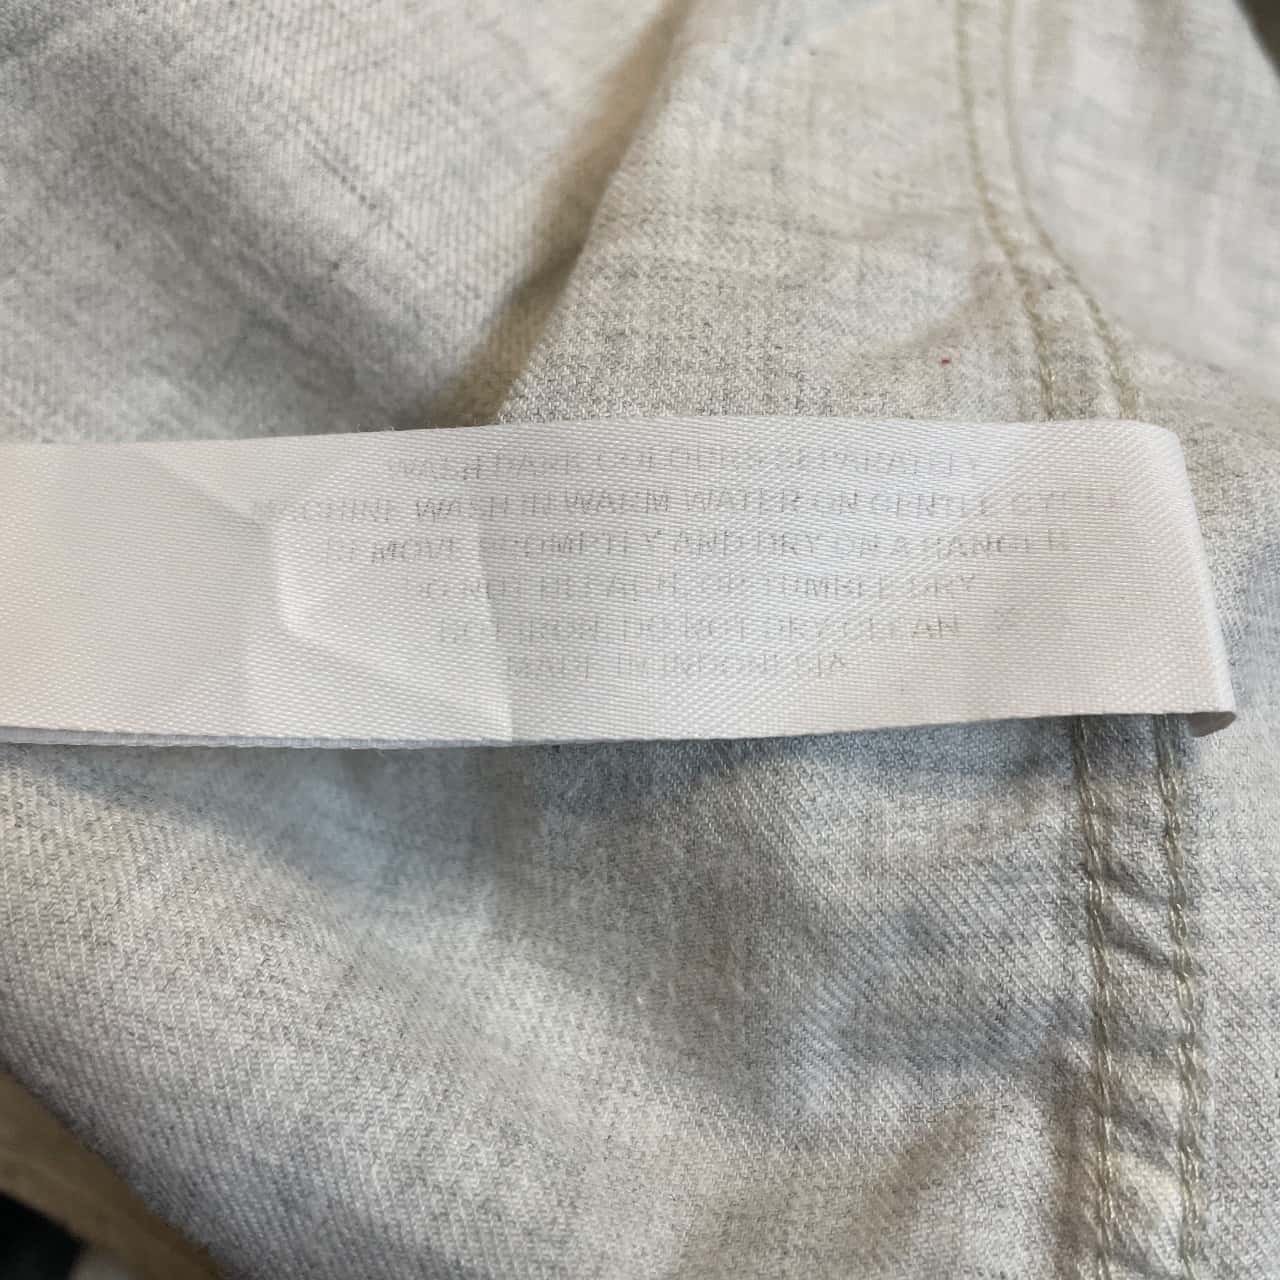 WASH DARK COLOURS SEPARATELY
MACHINE WASH IN WARM WATER ON GENTLE CYCLE
REMOVE PROMPTLY AND DRY ON A HANGER
DO NOT BLEACH OR TUMBLE DRY
NOT IRON DO NOT DRY CLEAN
MADE IN INDONESIA